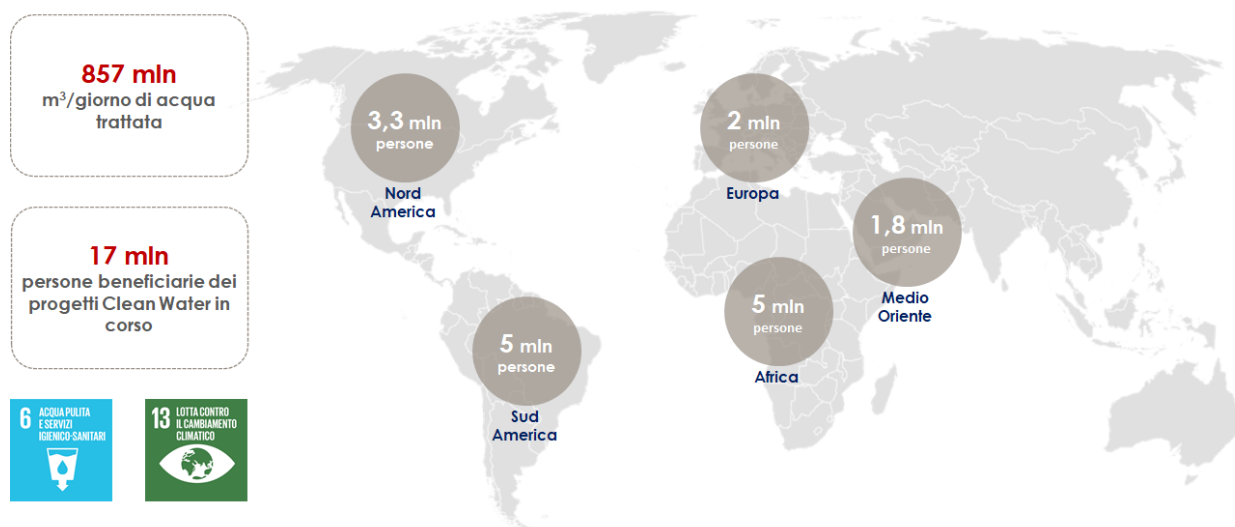 857 mln
m³/giorno di acqua
trattata
17 mln
persone beneficiarie dei
progetti Clean Water in
corso
6 ACQUA PULITA
E SERVIZI
IGIENICO-SANITARI
13 LOTTA CONTRO
IL CAMBIAMENTO
CLIMATICO
3,3 mln
persone
Nord
America
2 mln
persone
Europa
1,8 mln
persone
Medio
Oriente
5 mln
persone
Africa
5 mln
persone
Sud
America